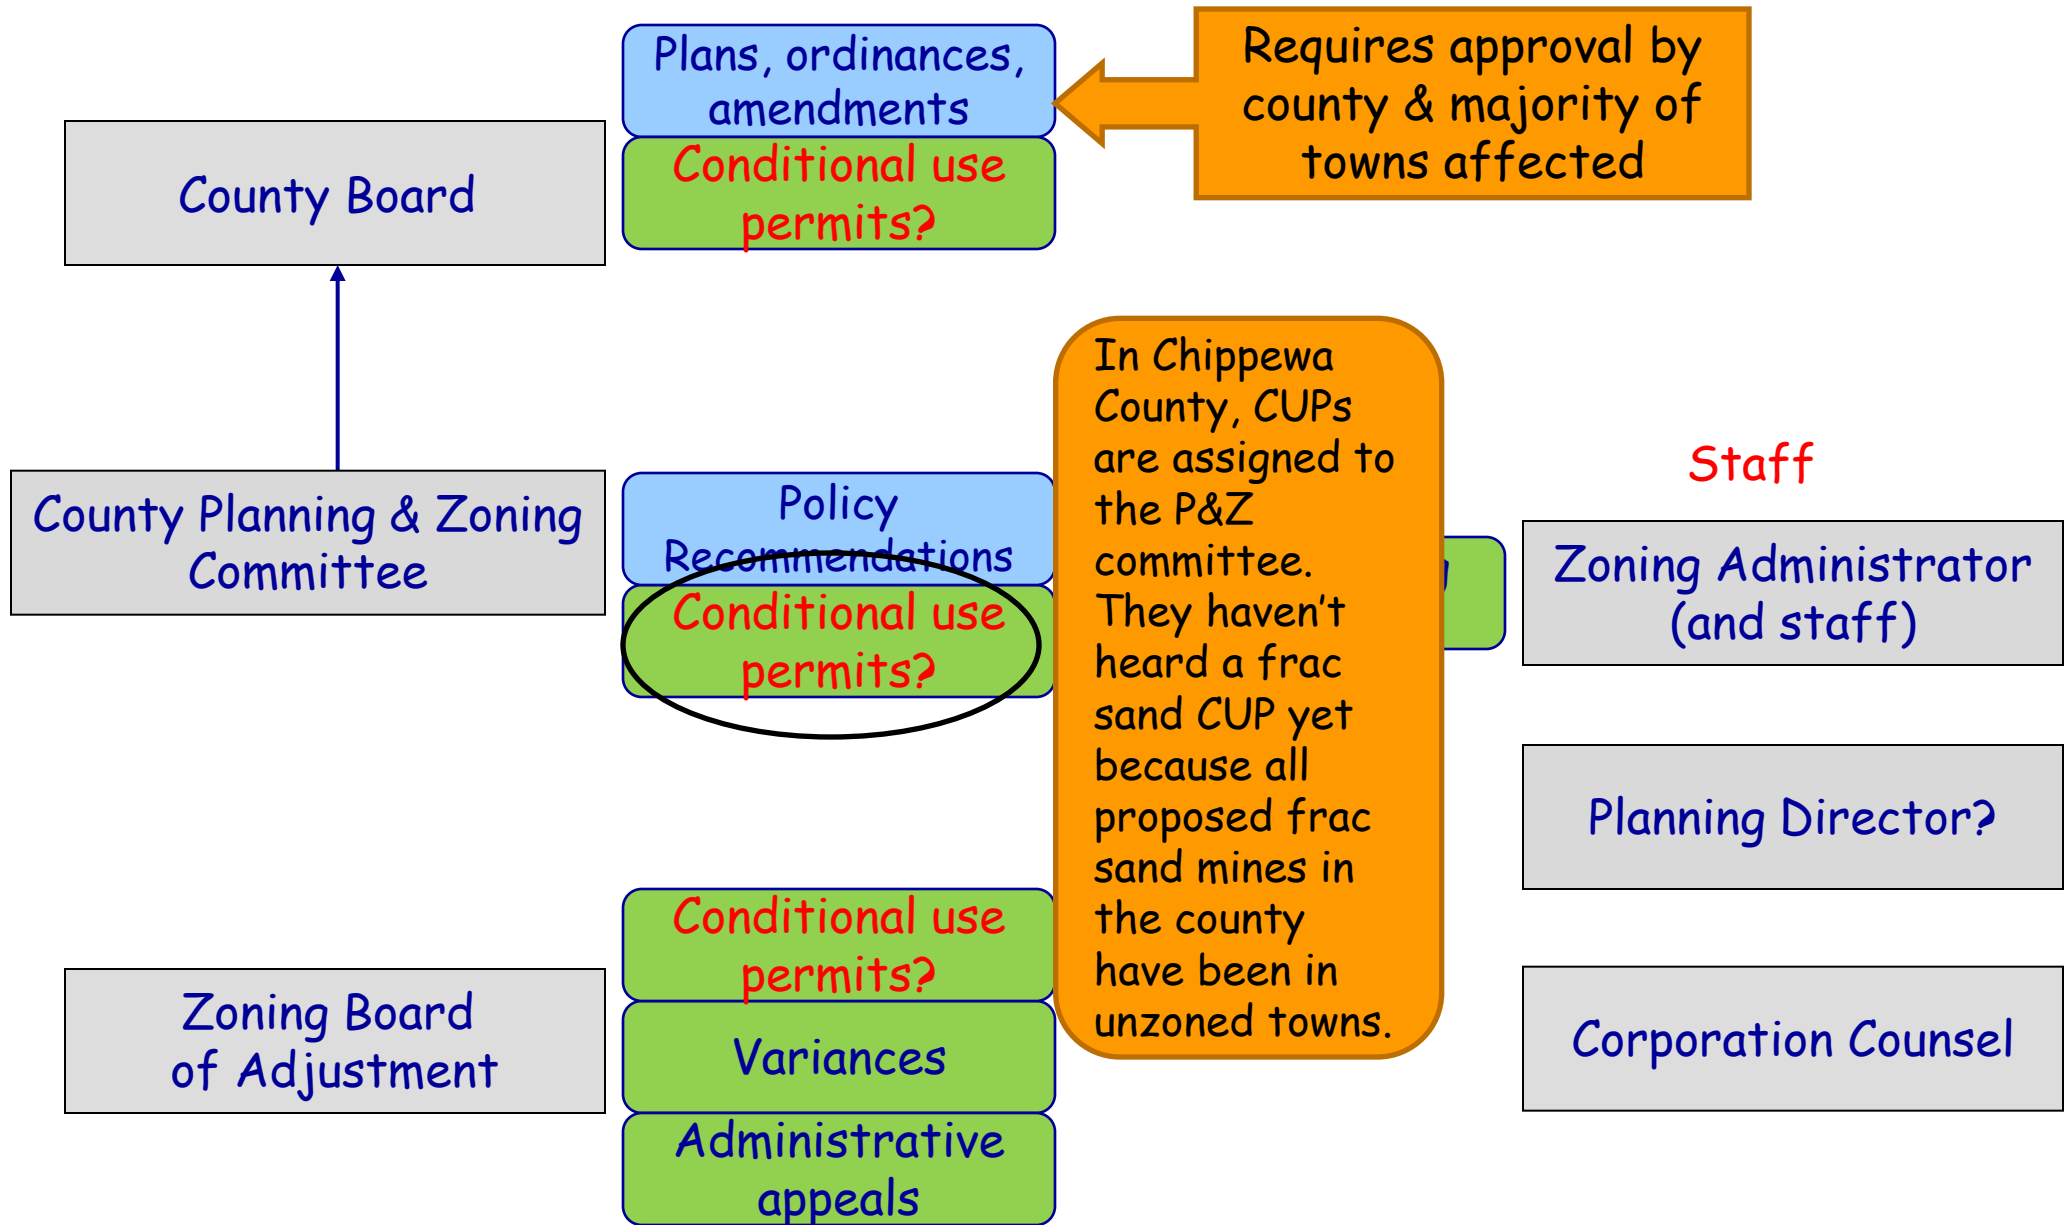 Plans, ordinances,
amendments
Conditional use
permits?
Requires approval by
county & majority of
towns affected
County Board
County Planning & Zoning
Committee
Policy
Recommendations
Conditional use
permits?
In Chippewa
County, CUPs
are assigned to
the P&Z
committee.
They haven't
heard a frac
sand CUP yet
because all
proposed frac
sand mines in
the county
have been in
unzoned towns.
Staff
Zoning Administrator
(and staff)
Planning Director?
Corporation Counsel
Zoning Board
of Adjustment
Conditional use
permits?
Variances
Administrative
appeals